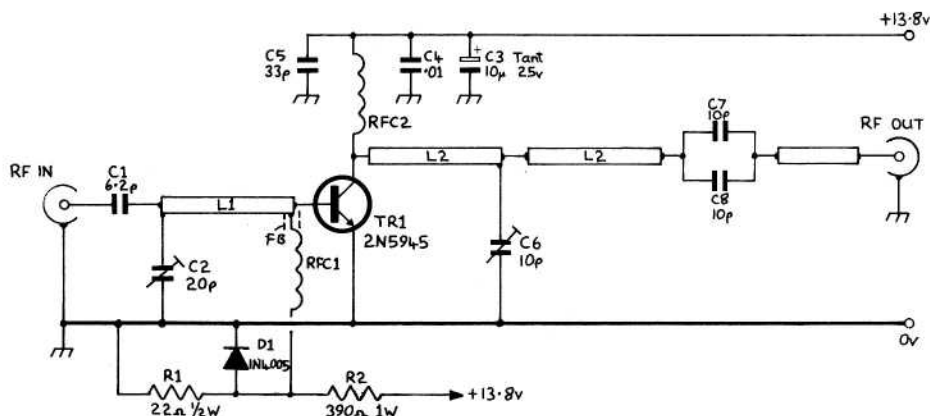 +13.8v
C5
33p
C4
.01
C3 Tant
10µ 25v
+
RFC2
C7
10p
RF OUT
L2
L2
RF IN
C1
6.2p
C8
10p
L1
TR1
2N5945
FB
RFC1
C2
20p
C6
10p
0v
D1
1N4005
R1
22Ω ½W
R2
390Ω 1W
+13.8v